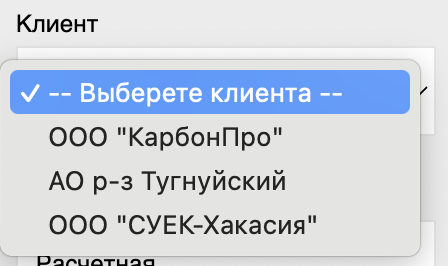 Клиент
✓ -- Выберете клиента --
ООО "КарбонПро"
АО р-з Тугнуйский
ООО "СУЕК-Хакасия"
Расчетная